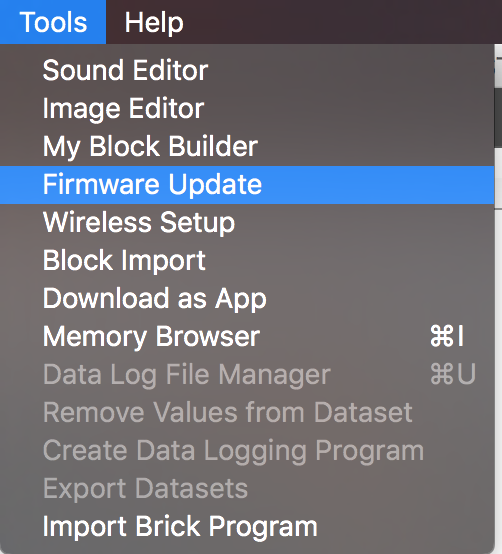 Tools Help
Sound Editor
Image Editor
My Block Builder
Firmware Update
Wireless Setup
Block Import
Download as App
Memory Browser ⌘I
Data Log File Manager ⌘U
Remove Values from Dataset
Create Data Logging Program
Export Datasets
Import Brick Program